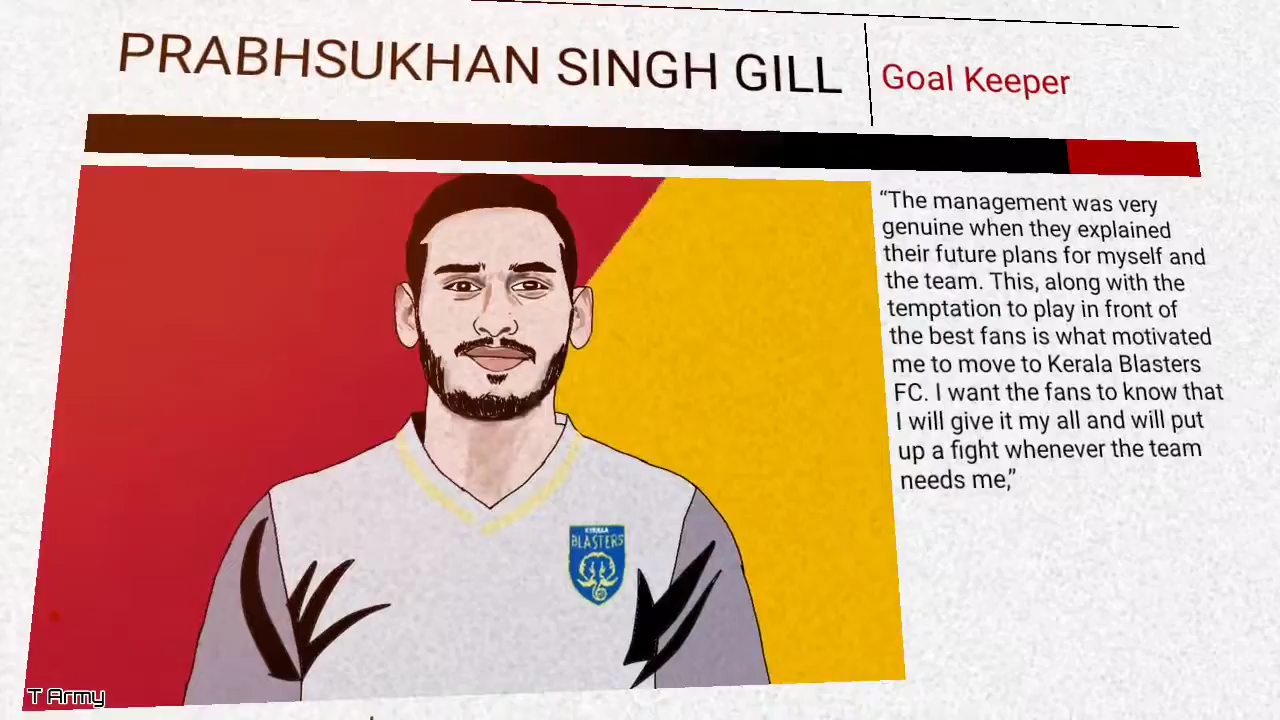 PRABHSUKHAN SINGH GILL
Goal Keeper
“The management was very
genuine when they explained
their future plans for myself and
the team. This, along with the
temptation to play in front of
the best fans is what motivated
me to move to Kerala Blasters
FC. I want the fans to know that
I will give it my all and will put
up a fight whenever the team
needs me,”
KERALA
BLASTERS
T Army